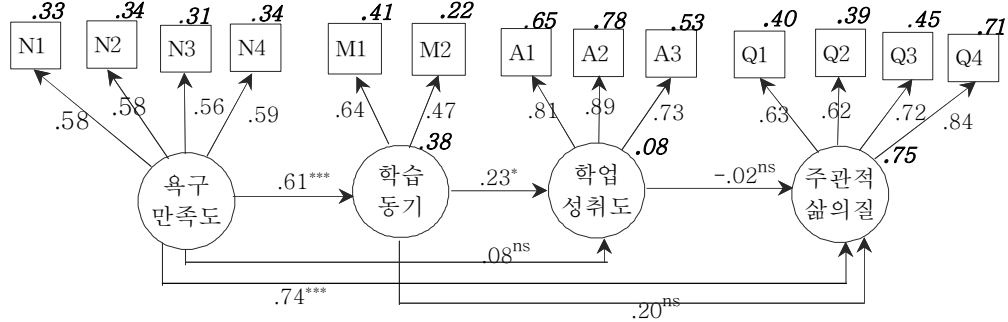 .33 .34 .31 .34 .41 .22 .65 .78 .53 .40 .39 .45 .71
N1 N2 N3 N4 M1 M2 A1 A2 A3 Q1 Q2 Q3 Q4
.58 .58 .56 .59 .64 .47 .81 .89 .73 .63 .62 .72 .84
.38 .08 .75
욕구 .61*** 학습 .23* 학업 -.02ns 주관적
만족도 동기 성취도 삶의질
.08ns
.74*** .20ns